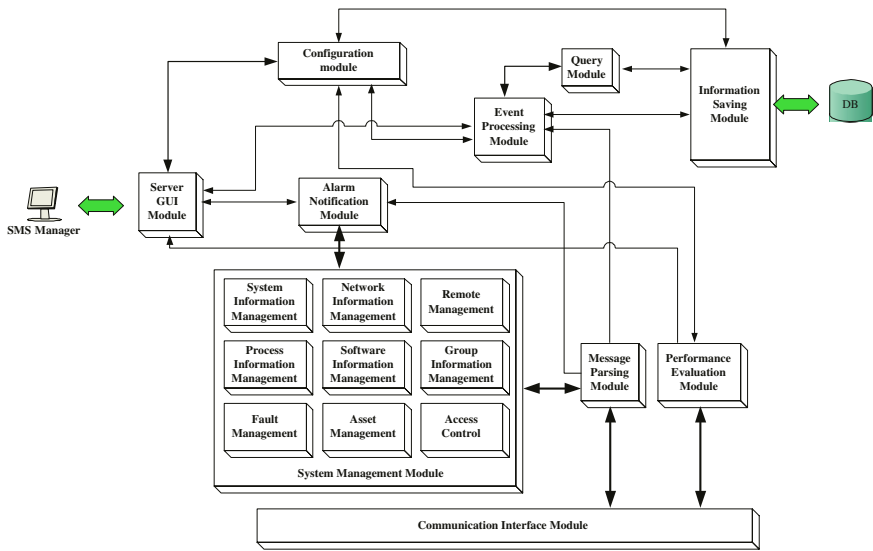 Configuration
module
Query
Module
Information
Saving
Module
DB
Event
Processing
Module
Server
GUI
Module
Alarm
Notification
Module
SMS Manager
System
Information
Management
Network
Information
Management
Remote
Management
Process
Information
Management
Software
Information
Management
Group
Information
Management
Message
Parsing
Module
Performance
Evaluation
Module
Fault
Management
Asset
Management
Access
Control
System Management Module
Communication Interface Module